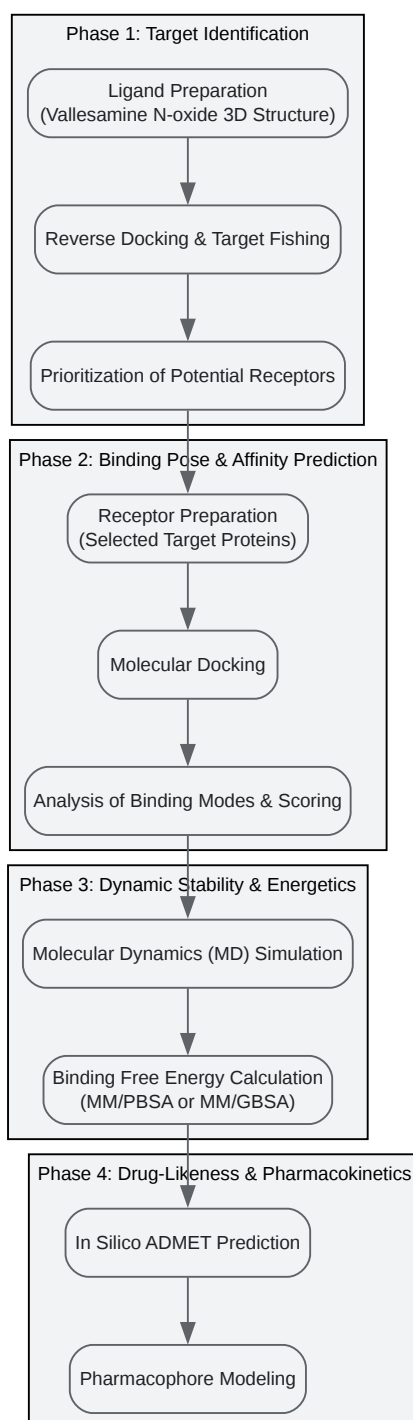 Phase 1: Target Identification
Ligand Preparation
(Vallesamine N-oxide 3D Structure)
Reverse Docking & Target Fishing
Prioritization of Potential Receptors
Phase 2: Binding Pose & Affinity Prediction
Receptor Preparation
(Selected Target Proteins)
Molecular Docking
Analysis of Binding Modes & Scoring
Phase 3: Dynamic Stability & Energetics
Molecular Dynamics (MD) Simulation
Binding Free Energy Calculation
(MM/PBSA or MM/GBSA)
Phase 4: Drug-Likeness & Pharmacokinetics
In Silico ADMET Prediction
Pharmacophore Modeling